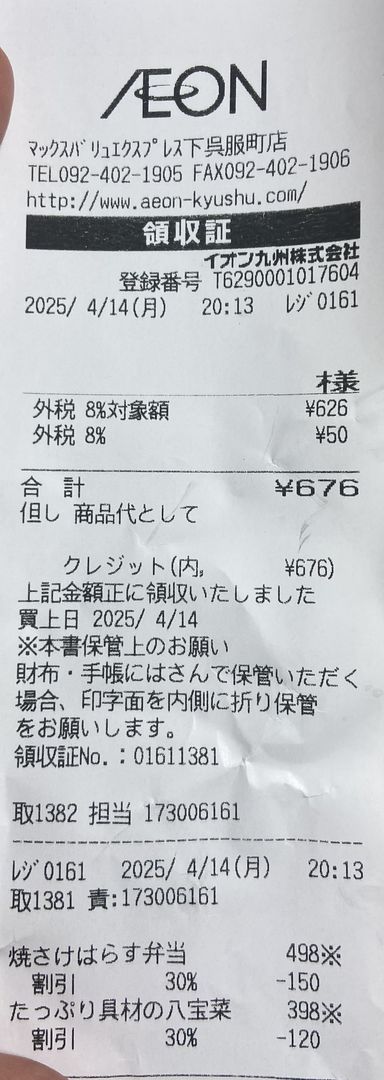 ÆON
マックスバリュエクスプレス下呉服町店
TEL092-402-1905 FAX092-402-1906
http://www.aeon-kyushu.com/
領収証
イオン九州株式会社
登録番号 T6290001017604
2025/ 4/14(月) 20:13 レジ0161
様
外税 8%対象額 ¥626
外税 8% ¥50
合 計 ¥676
但し 商品代として
クレジット(内, ¥676)
上記金額正に領収いたしました
買上日 2025/ 4/14
※本書保管上のお願い
財布・手帳にはさんで保管いただく
場合、印字面を内側に折り保管
をお願いします。
領収証No.:01611381
取1382 担当 173006161
レジ0161 2025/ 4/14(月) 20:13
取1381 責:173006161
焼さけはらす弁当 498※
割引 30% -150
たっぷり具材の八宝菜 398※
割引 30% -120